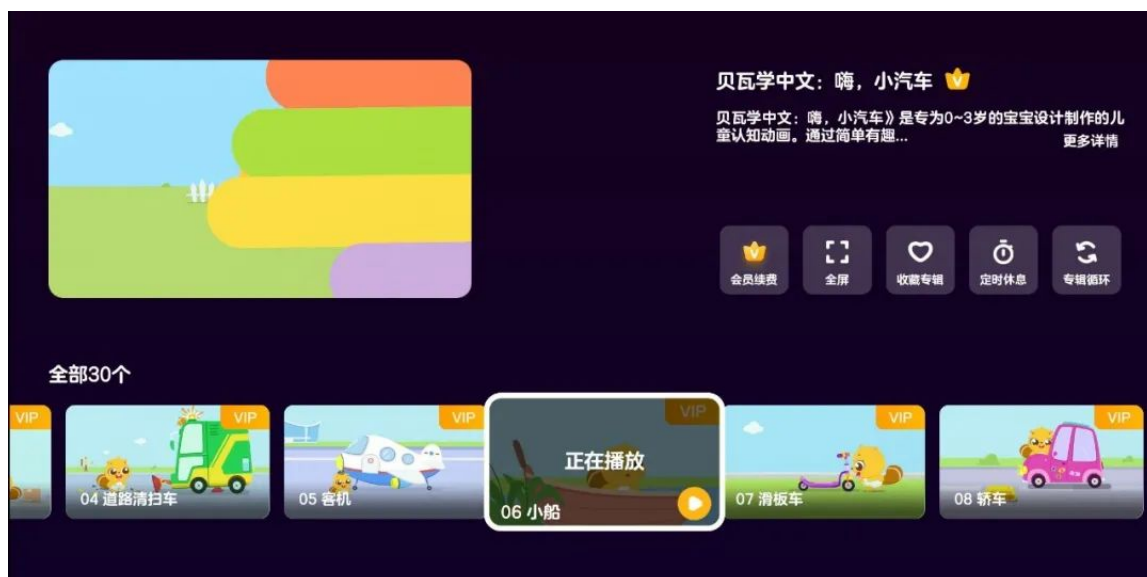 贝瓦学中文：嗨，小汽车
贝瓦学中文：嗨，小汽车》是专为0~3岁的宝宝设计制作的儿
童认知动画。通过简单有趣...
更多详情
会员续费
全屏
收藏专辑
定时休息
专辑循环
全部30个
VIP
VIP
04 道路清扫车
VIP
05 客机
VIP
正在播放
06 小船
VIP
07 滑板车
VIP
08 轿车